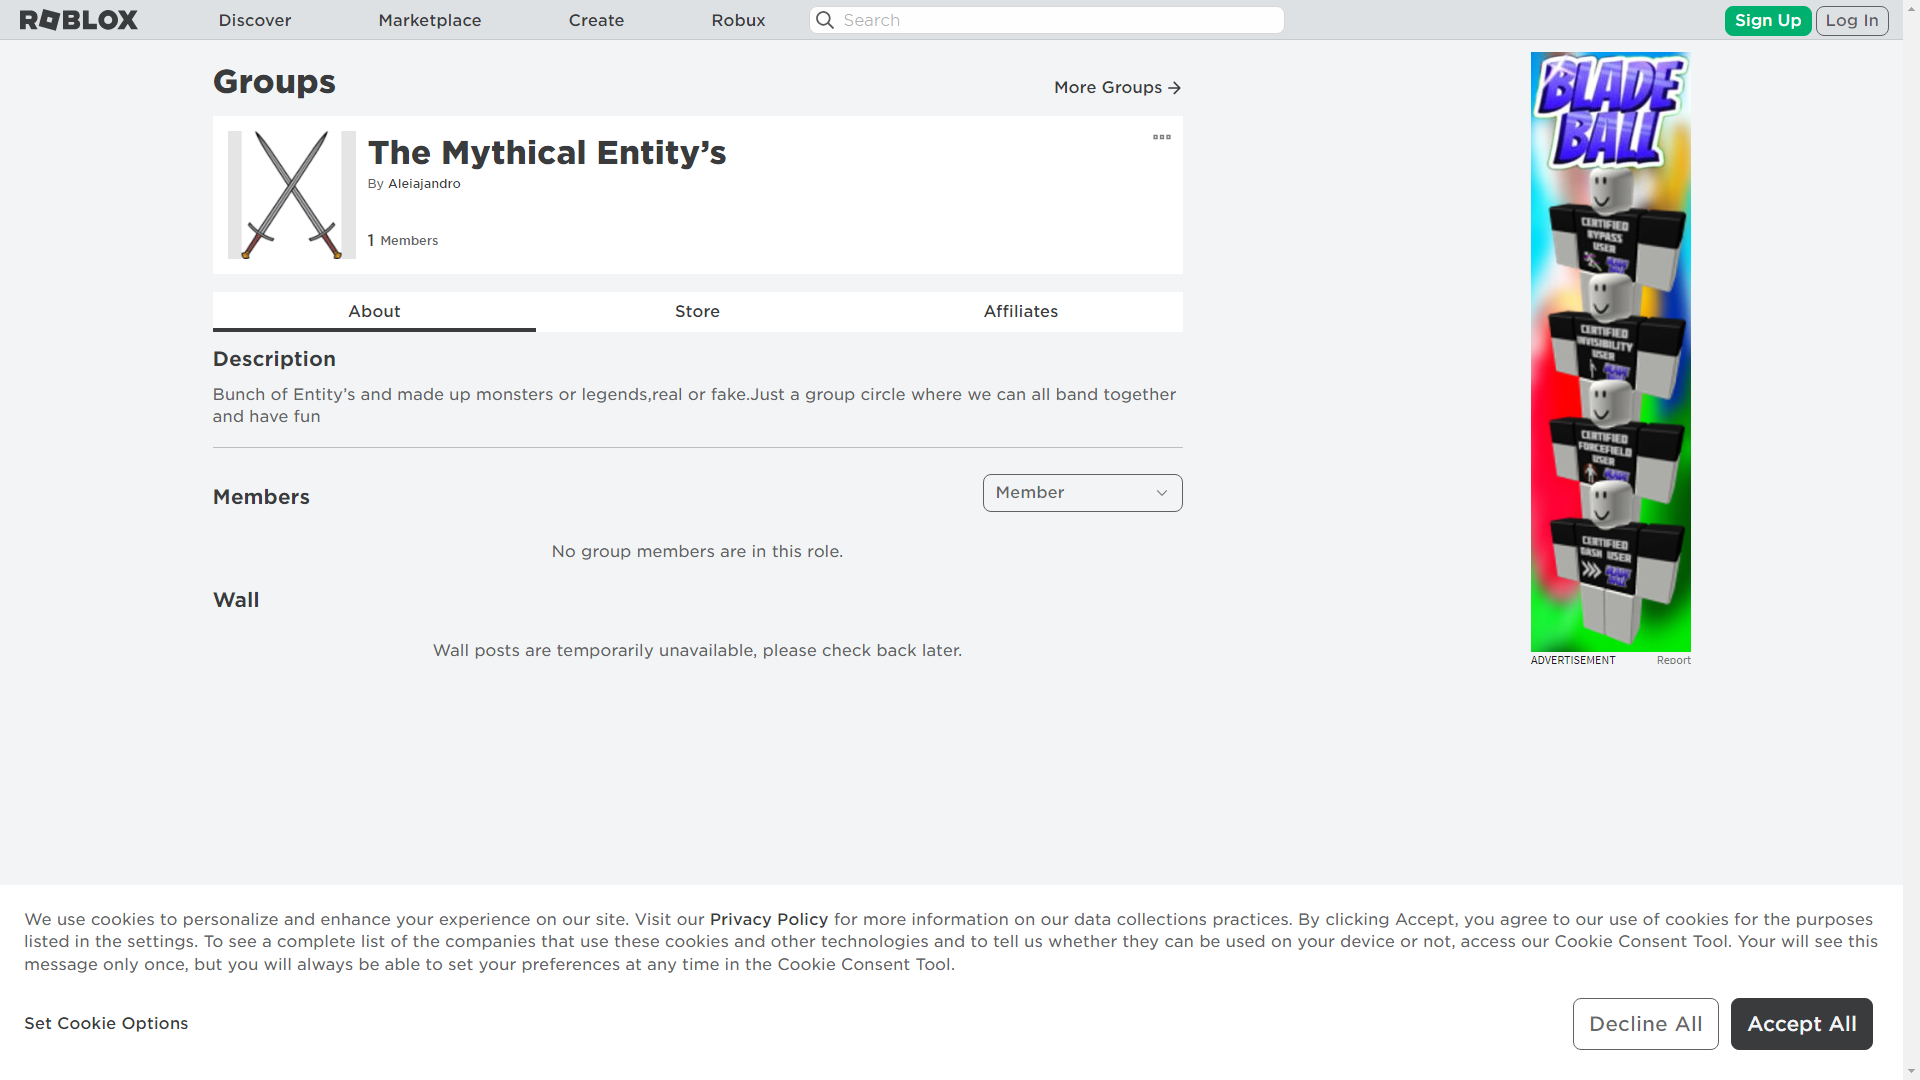 ROBLOX
Discover
Marketplace
Create
Robux
Search
Sign Up
Log In
Groups
More Groups
The Mythical Entity’s
By Aleiajandro
1 Members
About
Store
Affiliates
Description
Bunch of Entity’s and made up monsters or legends,real or fake.Just a group circle where we can all band together
and have fun
Members
Member
No group members are in this role.
Wall
Wall posts are temporarily unavailable, please check back later.
BLADE
BALL
CERTIFIED
BYPASS
USER
BLADE
CERTIFIED
INVISIBILITY
USER
BLADE
CERTIFIED
FORCEFIELD
USER
BLADE
CERTIFIED
DASH USER
BLADE
BALL
ADVERTISEMENT
Report
We use cookies to personalize and enhance your experience on our site. Visit our Privacy Policy for more information on our data collections practices. By clicking Accept, you agree to our use of cookies for the purposes
listed in the settings. To see a complete list of the companies that use these cookies and other technologies and to tell us whether they can be used on your device or not, access our Cookie Consent Tool. Your will see this
message only once, but you will always be able to set your preferences at any time in the Cookie Consent Tool.
Set Cookie Options
Decline All
Accept All